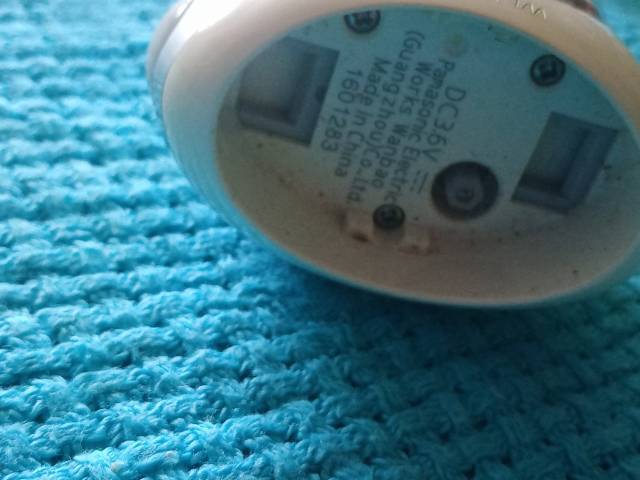 DC3.6V ⎓
Panasonic Electric
Works Wanbao
(Guangzhou)Co.,Ltd.
Made in China
1601283